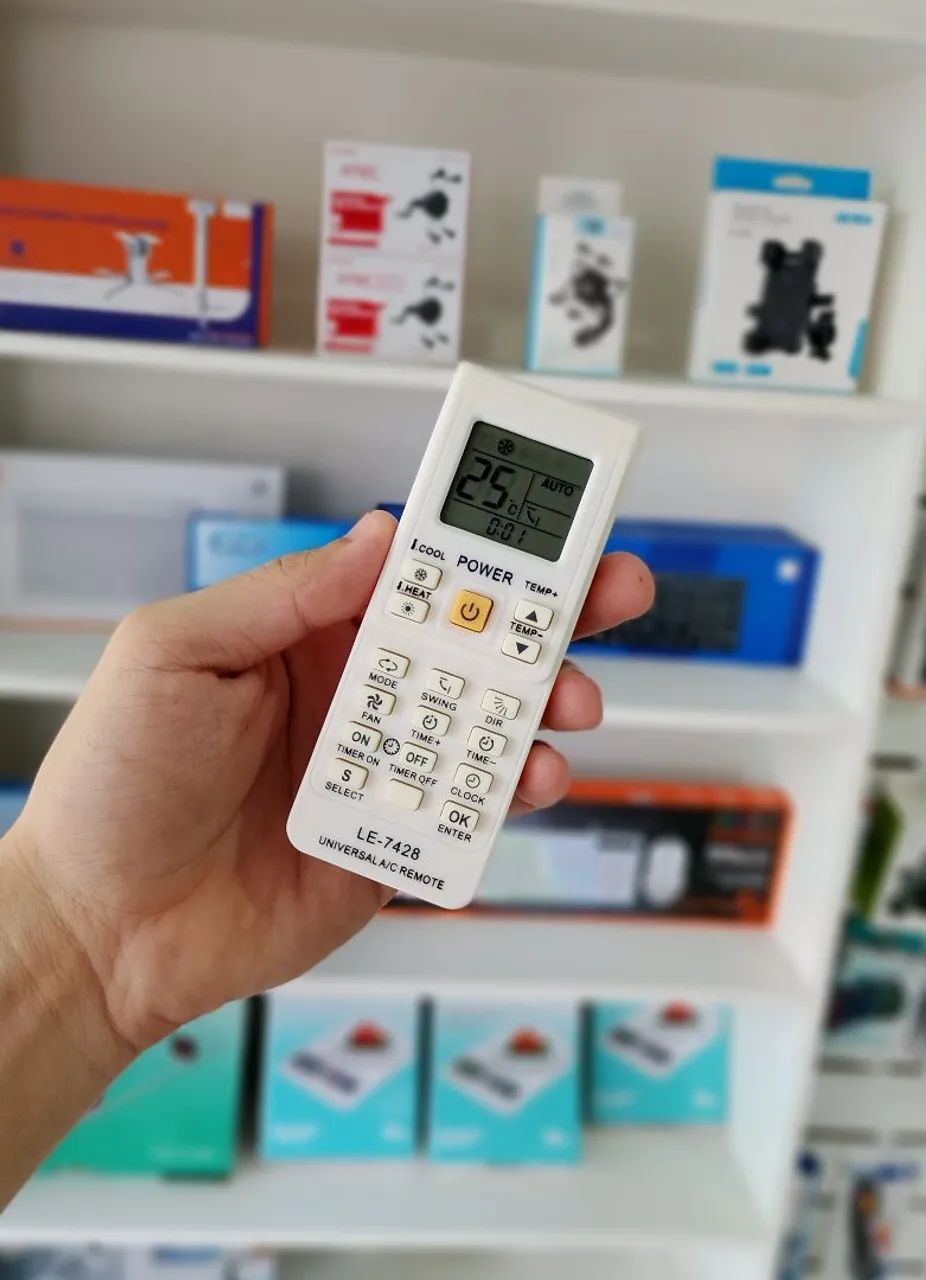 AUTO
25 °C
0:01
i.COOL
POWER
TEMP+
i.HEAT
TEMP-
MODE
SWING
DIR
FAN
TIME+
TIME-
ON
OFF
TIMER ON
TIMER OFF
CLOCK
S
SELECT
OK
ENTER
LE-7428
UNIVERSAL A/C REMOTE